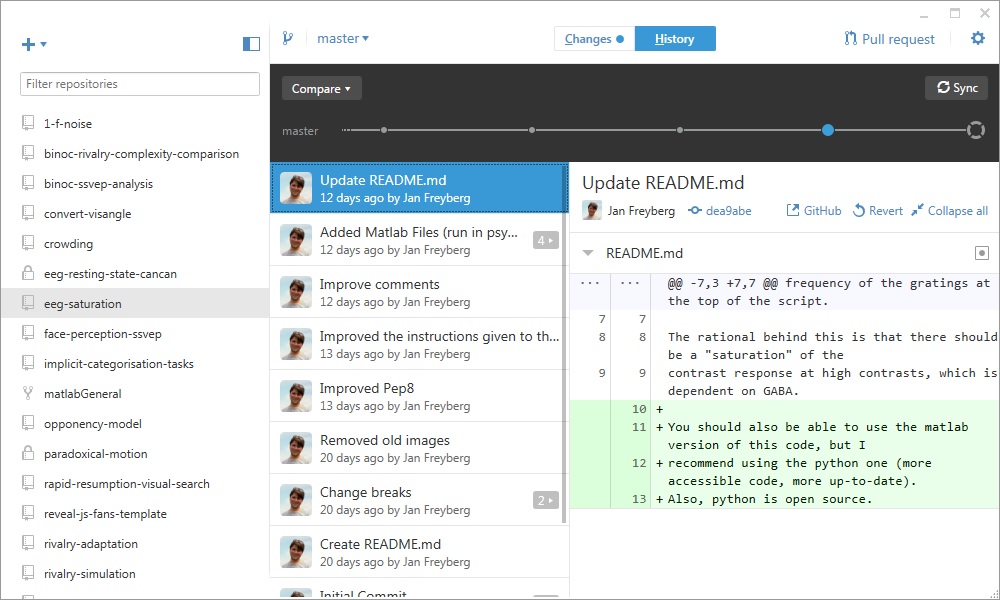 master
Changes
History
Pull request
Filter repositories
1-f-noise
binoc-rivalry-complexity-comparison
binoc-ssvep-analysis
convert-visangle
crowding
eeg-resting-state-cancan
eeg-saturation
face-perception-ssvep
implicit-categorisation-tasks
matlabGeneral
opponency-model
paradoxical-motion
rapid-resumption-visual-search
reveal-js-fans-template
rivalry-adaptation
rivalry-simulation
Compare
Sync
master
Update README.md
12 days ago by Jan Freyberg
Added Matlab Files (run in psy...
12 days ago by Jan Freyberg
4
Improve comments
12 days ago by Jan Freyberg
Improved the instructions given to th...
13 days ago by Jan Freyberg
Improved Pep8
13 days ago by Jan Freyberg
Removed old images
20 days ago by Jan Freyberg
Change breaks
20 days ago by Jan Freyberg
2
Create README.md
20 days ago by Jan Freyberg
Initial Commit
Update README.md
Jan Freyberg dea9abe GitHub Revert Collapse all
README.md
... ... @@ -7,3 +7,7 @@ frequency of the gratings at
the top of the script.
7 7
8 8 The rational behind this is that there should
be a "saturation" of the
9 9 contrast response at high contrasts, which is
dependent on GABA.
10 +
11 + You should also be able to use the matlab
version of this code, but I
12 + recommend using the python one (more
accessible code, more up-to-date).
13 + Also, python is open source.